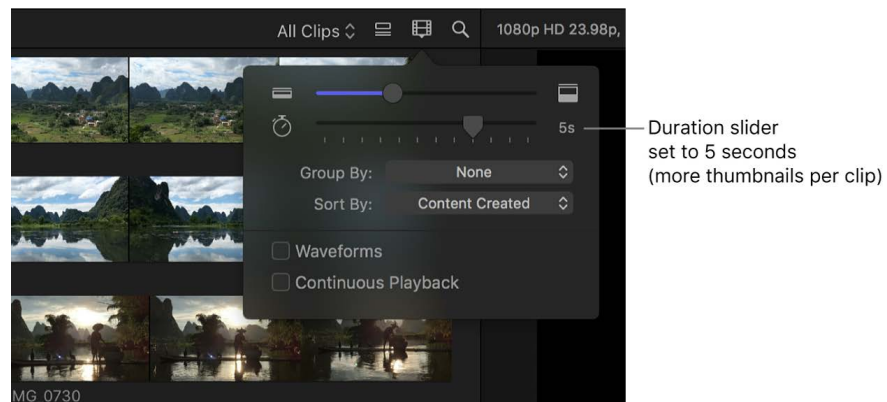 All Clips
1080p HD 23.98p,
5s
Duration slider
set to 5 seconds
(more thumbnails per clip)
Group By: None
Sort By: Content Created
Waveforms
Continuous Playback
MG_0730